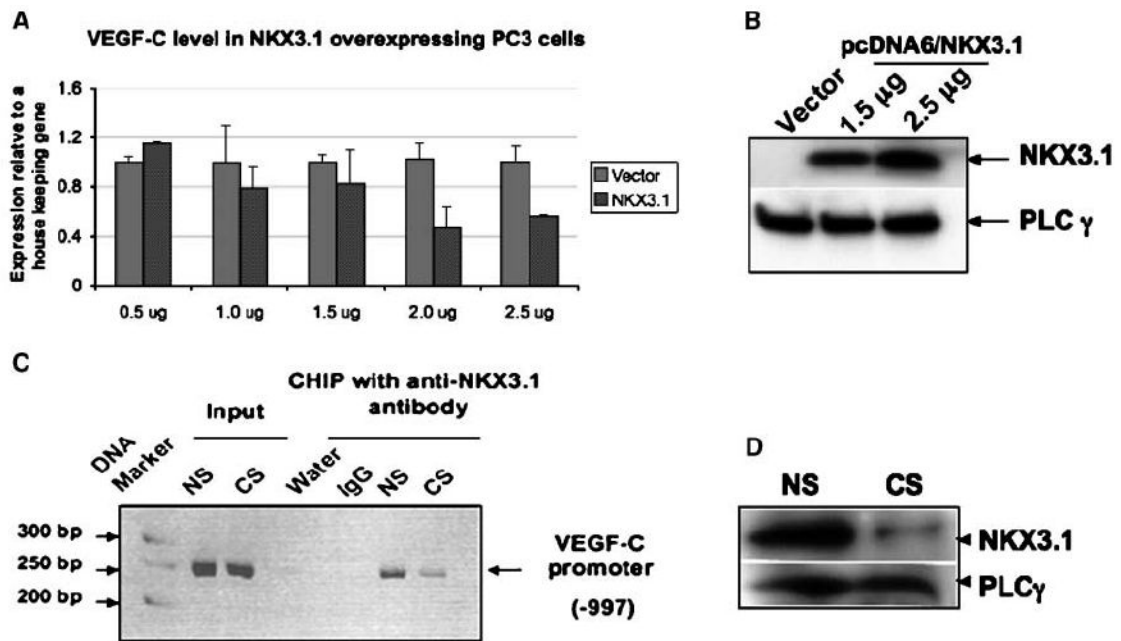 A
VEGF-C level in NKX3.1 overexpressing PC3 cells
Expression relatve to a
house keeping gene
1.6
1.2
0.8
0.4
0
0.5 ug
1.0 ug
1.5 ug
2.0 ug
2.5 ug
Vector
NKX3.1
B
pcDNA6/NKX3.1
Vector
1.5 µg
2.5 µg
NKX3.1
PLC γ
C
CHIP with anti-NKX3.1
antibody
Input
DNA
Marker
NS
CS
Water
IgG
NS
CS
300 bp
250 bp
200 bp
VEGF-C
promoter
(-997)
D
NS
CS
NKX3.1
PLCγ